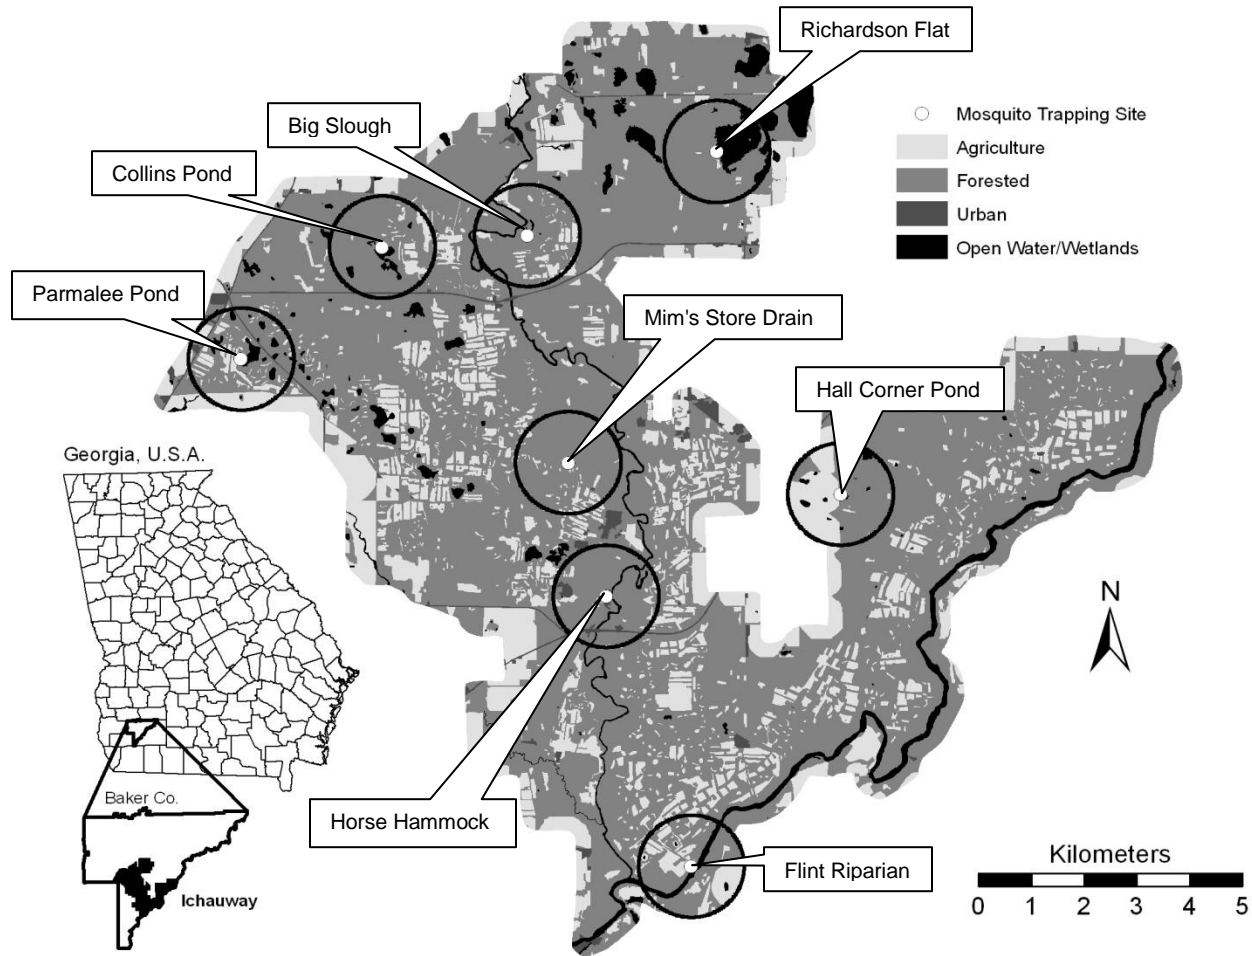 Richardson Flat
Big Slough
Collins Pond
Parmalee Pond
Mim's Store Drain
Hall Corner Pond
Horse Hammock
Flint Riparian
Mosquito Trapping Site
Agriculture
Forested
Urban
Open Water/Wetlands
Georgia, U.S.A.
Baker Co.
Ichauway
N
Kilometers
0 1 2 3 4 5